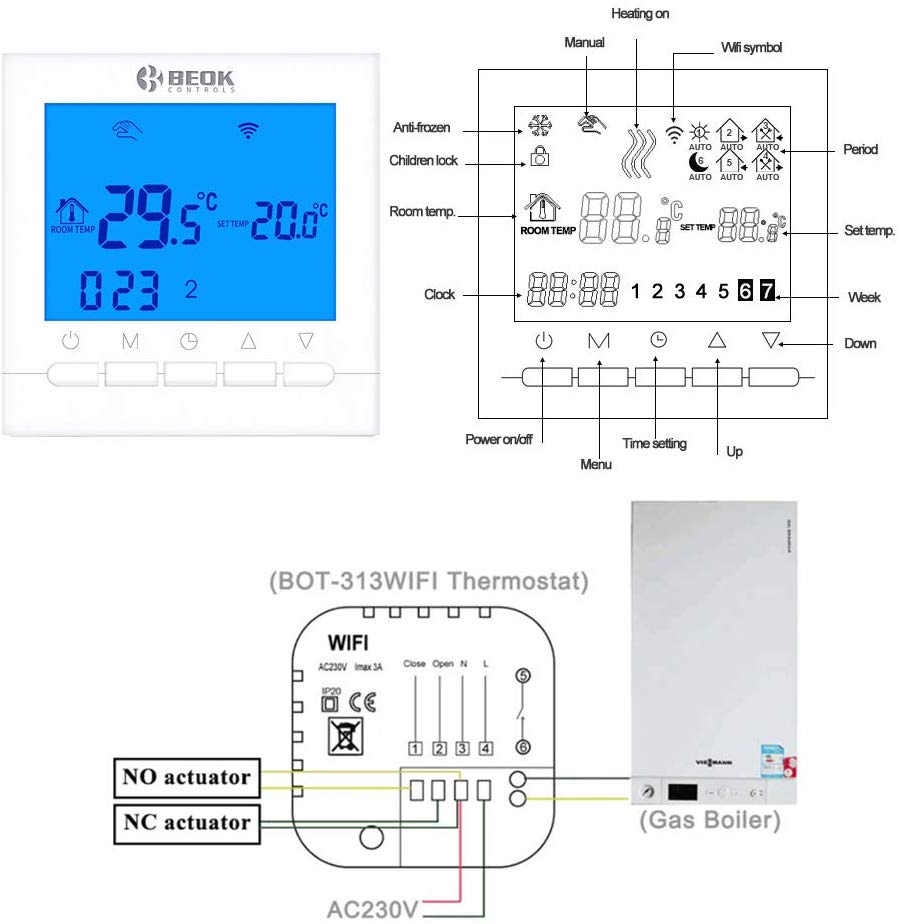 BEOK
CONTROLS
ROOM TEMP 29.5°C SET TEMP 20.0°C
023 2
M
Heating on
Manual
Wifi symbol
Anti-frozen
Children lock
Room temp.
Clock
1 2 3
AUTO AUTO AUTO
6 5 4
AUTO AUTO AUTO
Period
ROOM TEMP 88.8°C SET TEMP 88.8°C
Set temp.
88:88 1 2 3 4 5 6 7
Week
M
Down
Power on/off
Menu
Time setting
Up
(BOT-313WIFI Thermostat)
WIFI
AC230V Imax 3A
IP20
CE
Close Open N L
5
1 2 3 4 6
NO actuator
NC actuator
AC230V
VIESSMANN
(Gas Boiler)